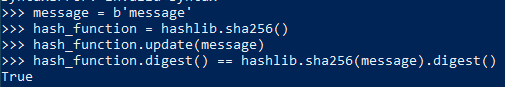 >>> message = b'message'
>>> hash_function = hashlib.sha256()
>>> hash_function.update(message)
>>> hash_function.digest() == hashlib.sha256(message).digest()
True